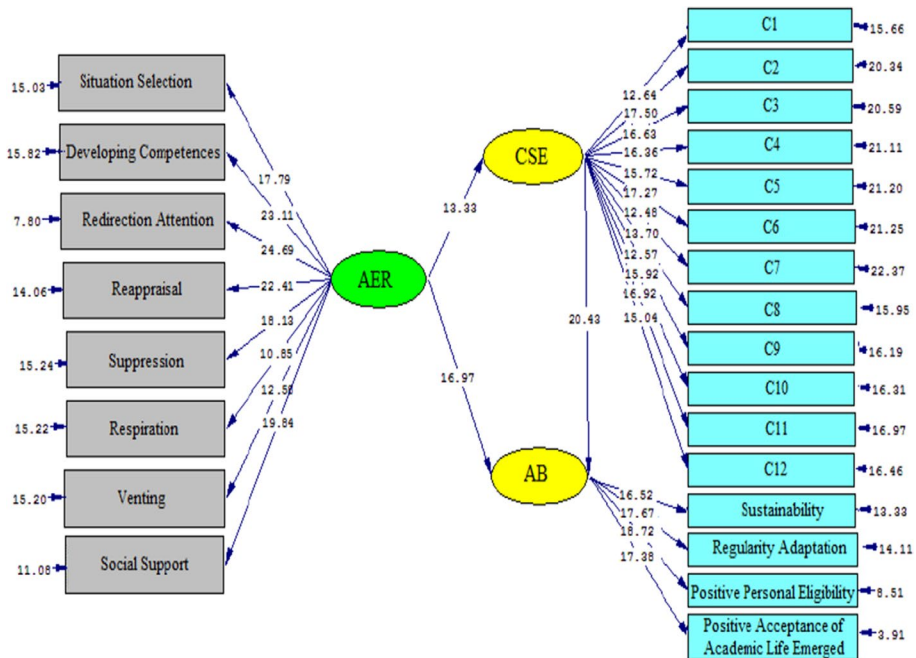 15.03
Situation Selection
15.82
Developing Competences
7.80
Redirection Attention
14.06
Reappraisal
15.24
Suppression
15.22
Respiration
15.20
Venting
11.08
Social Support
17.79
23.11
24.69
22.41
18.13
10.85
12.58
19.84
AER
13.33
16.97
CSE
20.43
AB
12.64
17.50
16.63
16.36
15.72
17.27
12.48
13.70
12.57
15.92
16.92
15.04
16.52
17.67
18.72
17.38
C1
15.66
C2
20.34
C3
20.59
C4
21.11
C5
21.20
C6
21.25
C7
22.37
C8
15.95
C9
16.19
C10
16.31
C11
16.97
C12
16.46
Sustainability
13.33
Regularity Adaptation
14.11
Positive Personal Eligibility
8.51
Positive Acceptance of
Academic Life Emerged
3.91